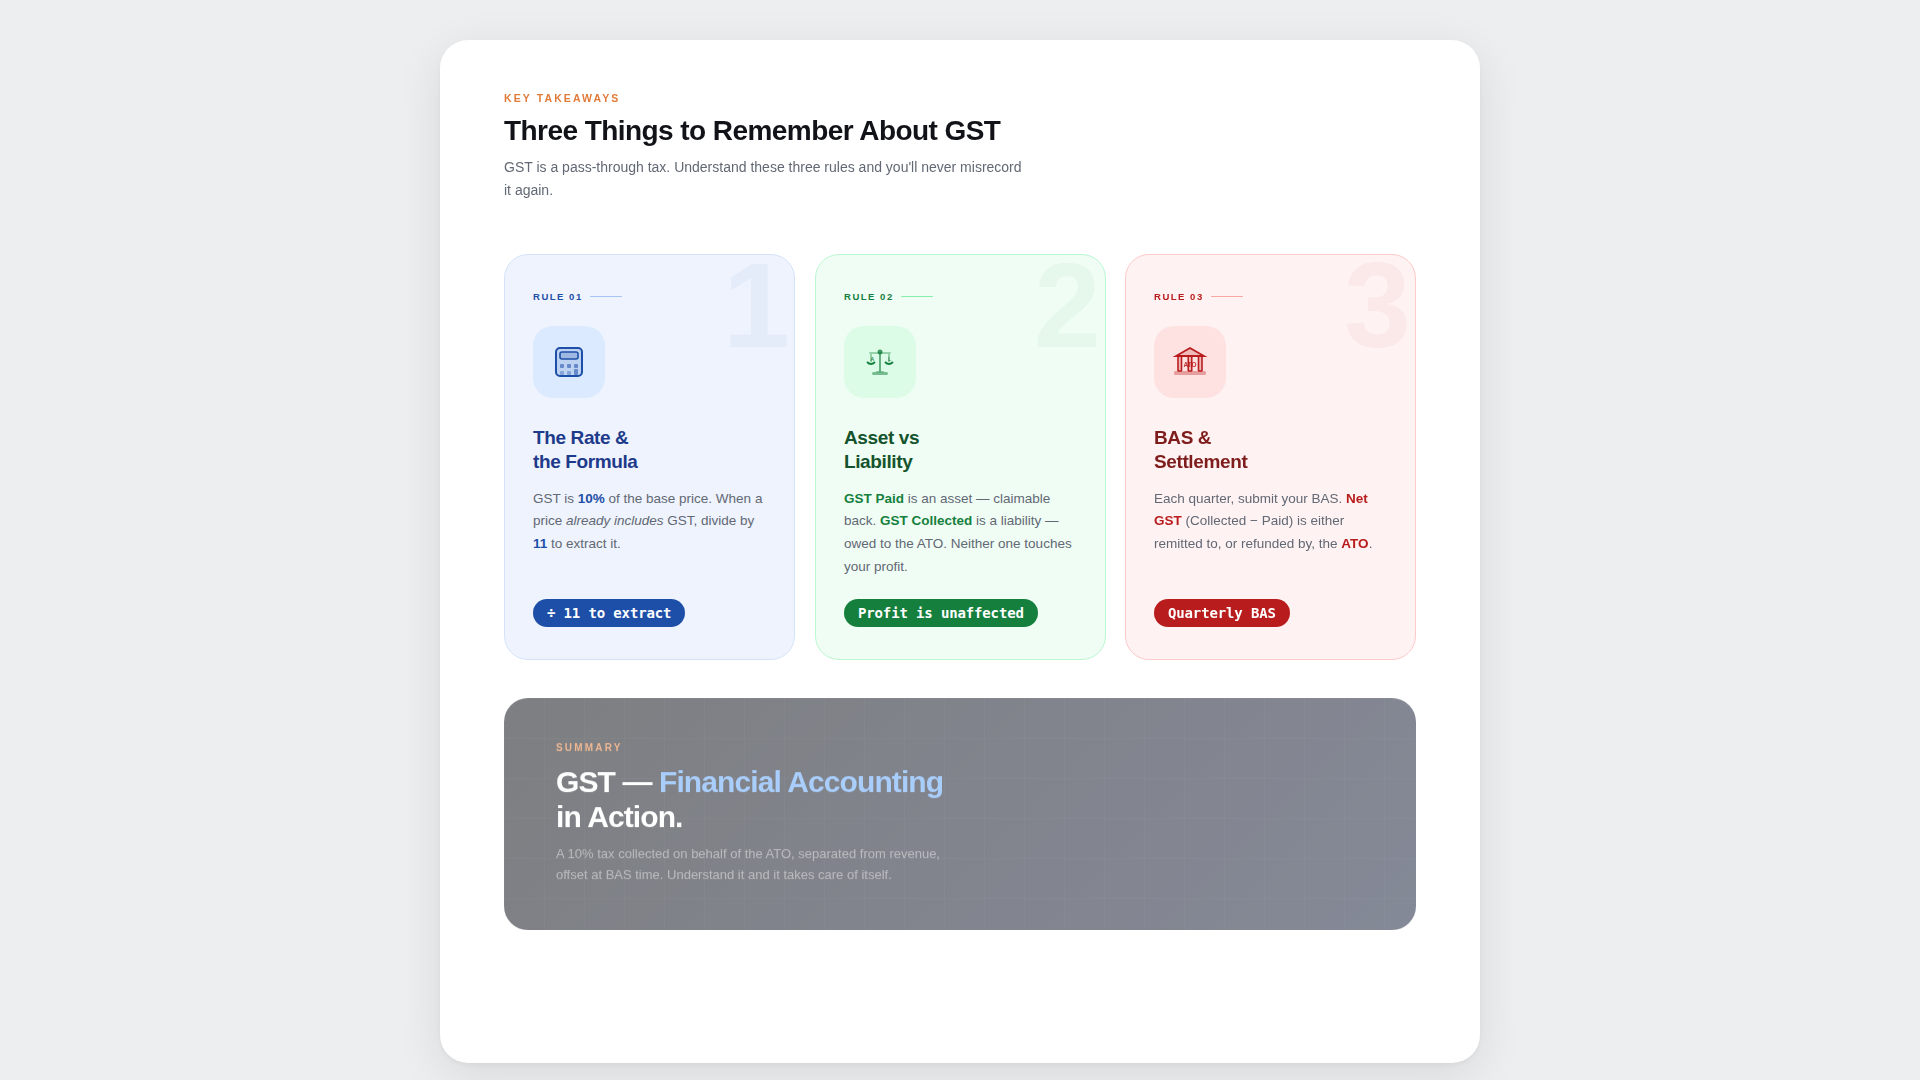 KEY TAKEAWAYS
Three Things to Remember About GST
GST is a pass-through tax. Understand these three rules and you'll never misrecord
it again.
1
RULE 01
The Rate &
the Formula
GST is 10% of the base price. When a
price already includes GST, divide by
11 to extract it.
÷ 11 to extract
2
RULE 02
Asset vs
Liability
GST Paid is an asset — claimable
back. GST Collected is a liability —
owed to the ATO. Neither one touches
your profit.
Profit is unaffected
3
RULE 03
ATO
BAS &
Settlement
Each quarter, submit your BAS. Net
GST (Collected − Paid) is either
remitted to, or refunded by, the ATO.
Quarterly BAS
SUMMARY
GST — Financial Accounting
in Action.
A 10% tax collected on behalf of the ATO, separated from revenue,
offset at BAS time. Understand it and it takes care of itself.